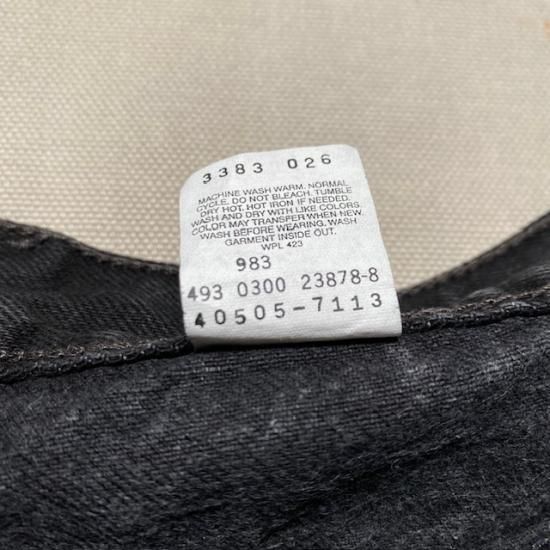 3383 026
MACHINE WASH WARM. NORMAL
CYCLE. DO NOT BLEACH. TUMBLE
DRY HOT. HOT IRON IF NEEDED.
WASH AND DRY WITH LIKE COLORS.
COLOR MAY TRANSFER WHEN NEW.
WASH BEFORE WEARING. WASH
GARMENT INSIDE OUT.
WPL 423
983
493 0300 23878-8
40505-7113